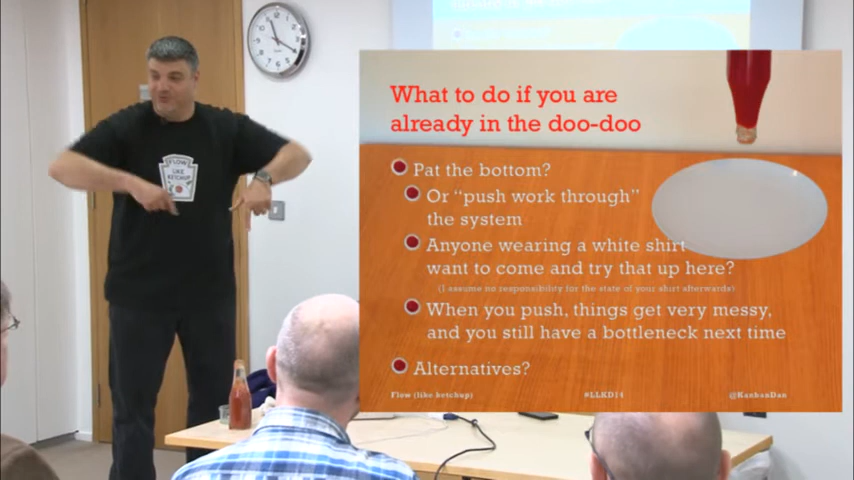 What to do if you are
already in the doo-doo
Pat the bottom?
Or "push work through"
the system
Anyone wearing a white shirt
want to come and try that up here?
(I assume no responsibility for the state of your shirt afterwards)
When you push, things get very messy,
and you still have a bottleneck next time
Alternatives?
Flow (like ketchup)
#LLKD14
@KanbanDan
FLOW
LIKE
KETCHUP